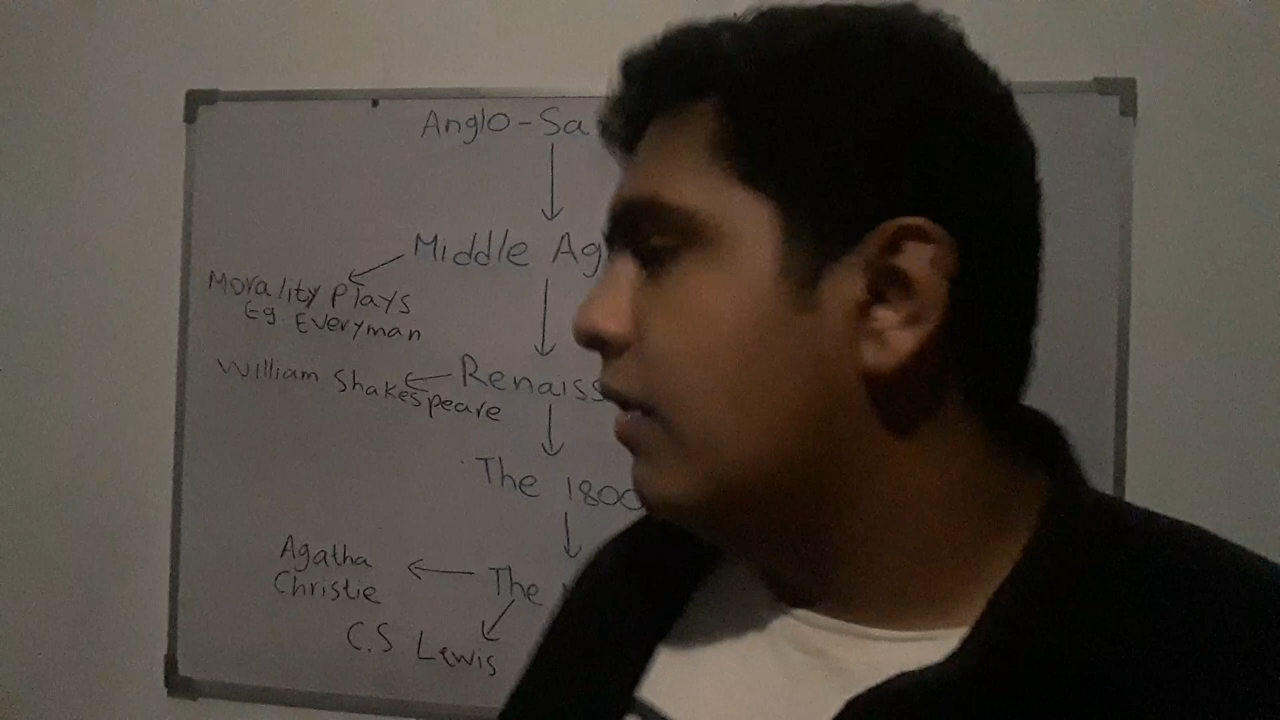 Anglo-Sa
Middle Ag
Morality Plays
Eg. Everyman
William Shakespeare
Renaiss
The 1800
Agatha
Christie
The
C.S Lewis